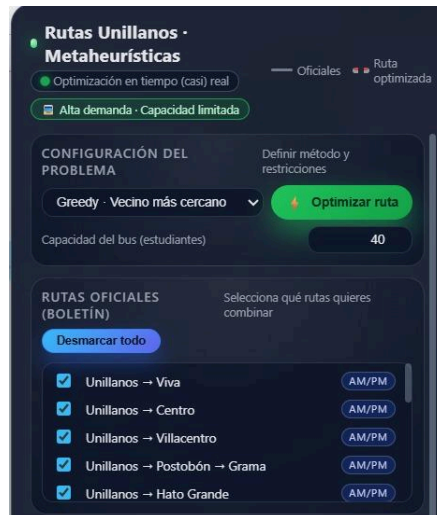 Rutas Unillanos ·
Metaheurísticas
Oficiales
Ruta
optimizada
Optimización en tiempo (casi) real
Alta demanda · Capacidad limitada
CONFIGURACIÓN DEL
PROBLEMA
Definir método y
restricciones
Greedy · Vecino más cercano
Optimizar ruta
Capacidad del bus (estudiantes)
40
RUTAS OFICIALES
(BOLETÍN)
Selecciona qué rutas quieres
combinar
Desmarcar todo
Unillanos → Viva AM/PM
Unillanos → Centro AM/PM
Unillanos → Villacentro AM/PM
Unillanos → Postobón → Grama AM/PM
Unillanos → Hato Grande AM/PM